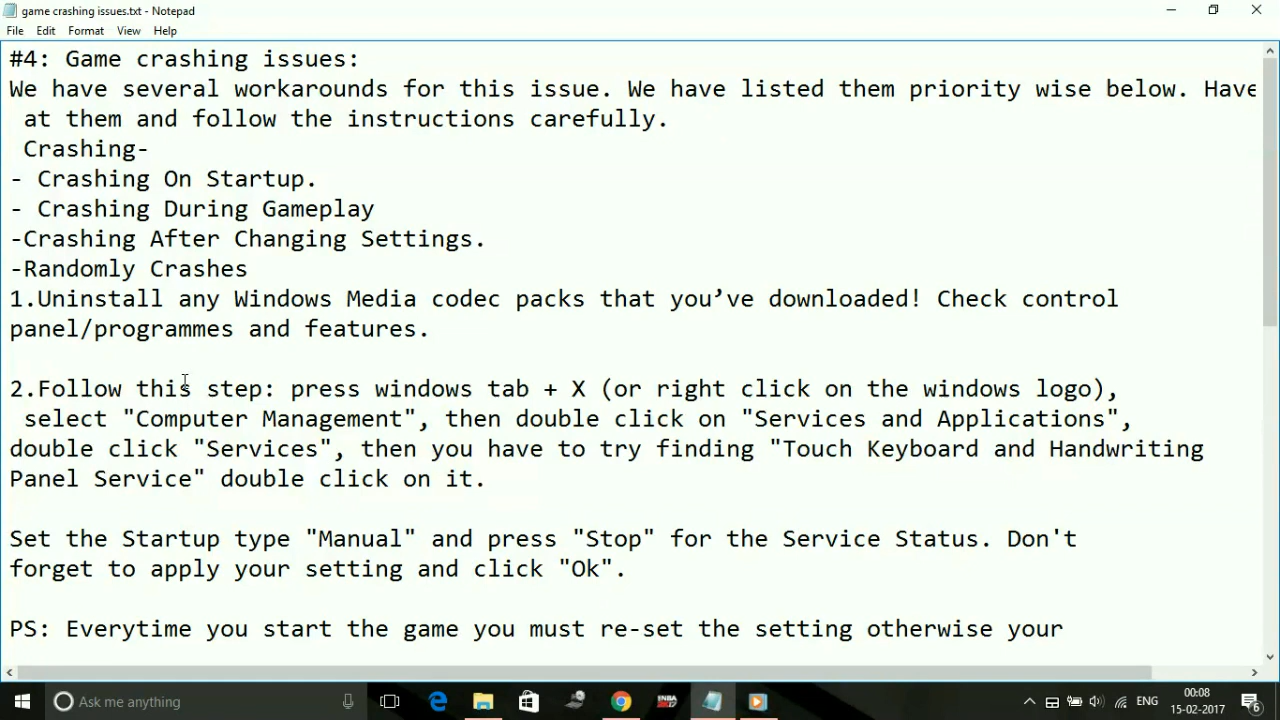 game crashing issues.txt - Notepad
File Edit Format View Help
#4: Game crashing issues:
We have several workarounds for this issue. We have listed them priority wise below. Have
at them and follow the instructions carefully.
Crashing-
- Crashing On Startup.
- Crashing During Gameplay
-Crashing After Changing Settings.
-Randomly Crashes
1.Uninstall any Windows Media codec packs that you’ve downloaded! Check control
panel/programmes and features.
2.Follow this step: press windows tab + X (or right click on the windows logo),
select "Computer Management", then double click on "Services and Applications",
double click "Services", then you have to try finding "Touch Keyboard and Handwriting
Panel Service" double click on it.
Set the Startup type "Manual" and press "Stop" for the Service Status. Don't
forget to apply your setting and click "Ok".
PS: Everytime you start the game you must re-set the setting otherwise your
Ask me anything
ENG
00:08
15-02-2017
6